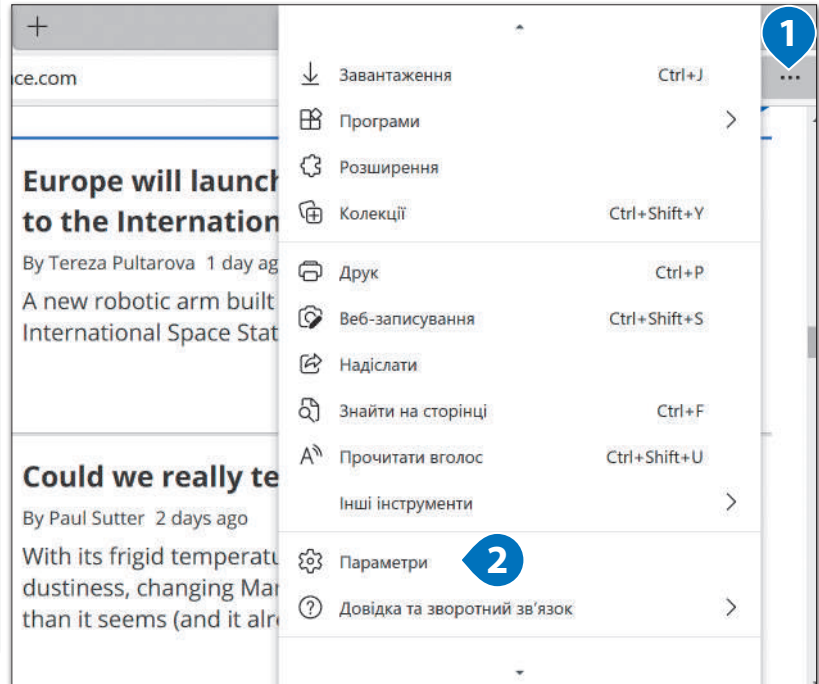 1
ce.com
...
Завантаження Ctrl+J
Програми
Розширення
Колекції Ctrl+Shift+Y
Друк Ctrl+P
Веб-записування Ctrl+Shift+S
Надіслати
Знайти на сторінці Ctrl+F
Прочитати вголос Ctrl+Shift+U
Інші інструменти
Параметри 2
Довідка та зворотний зв'язок
Europe will launch
to the Internation
By Tereza Pultarova 1 day ag
A new robotic arm built
International Space Stat
Could we really te
By Paul Sutter 2 days ago
With its frigid temperatu
dustiness, changing Mar
than it seems (and it alre